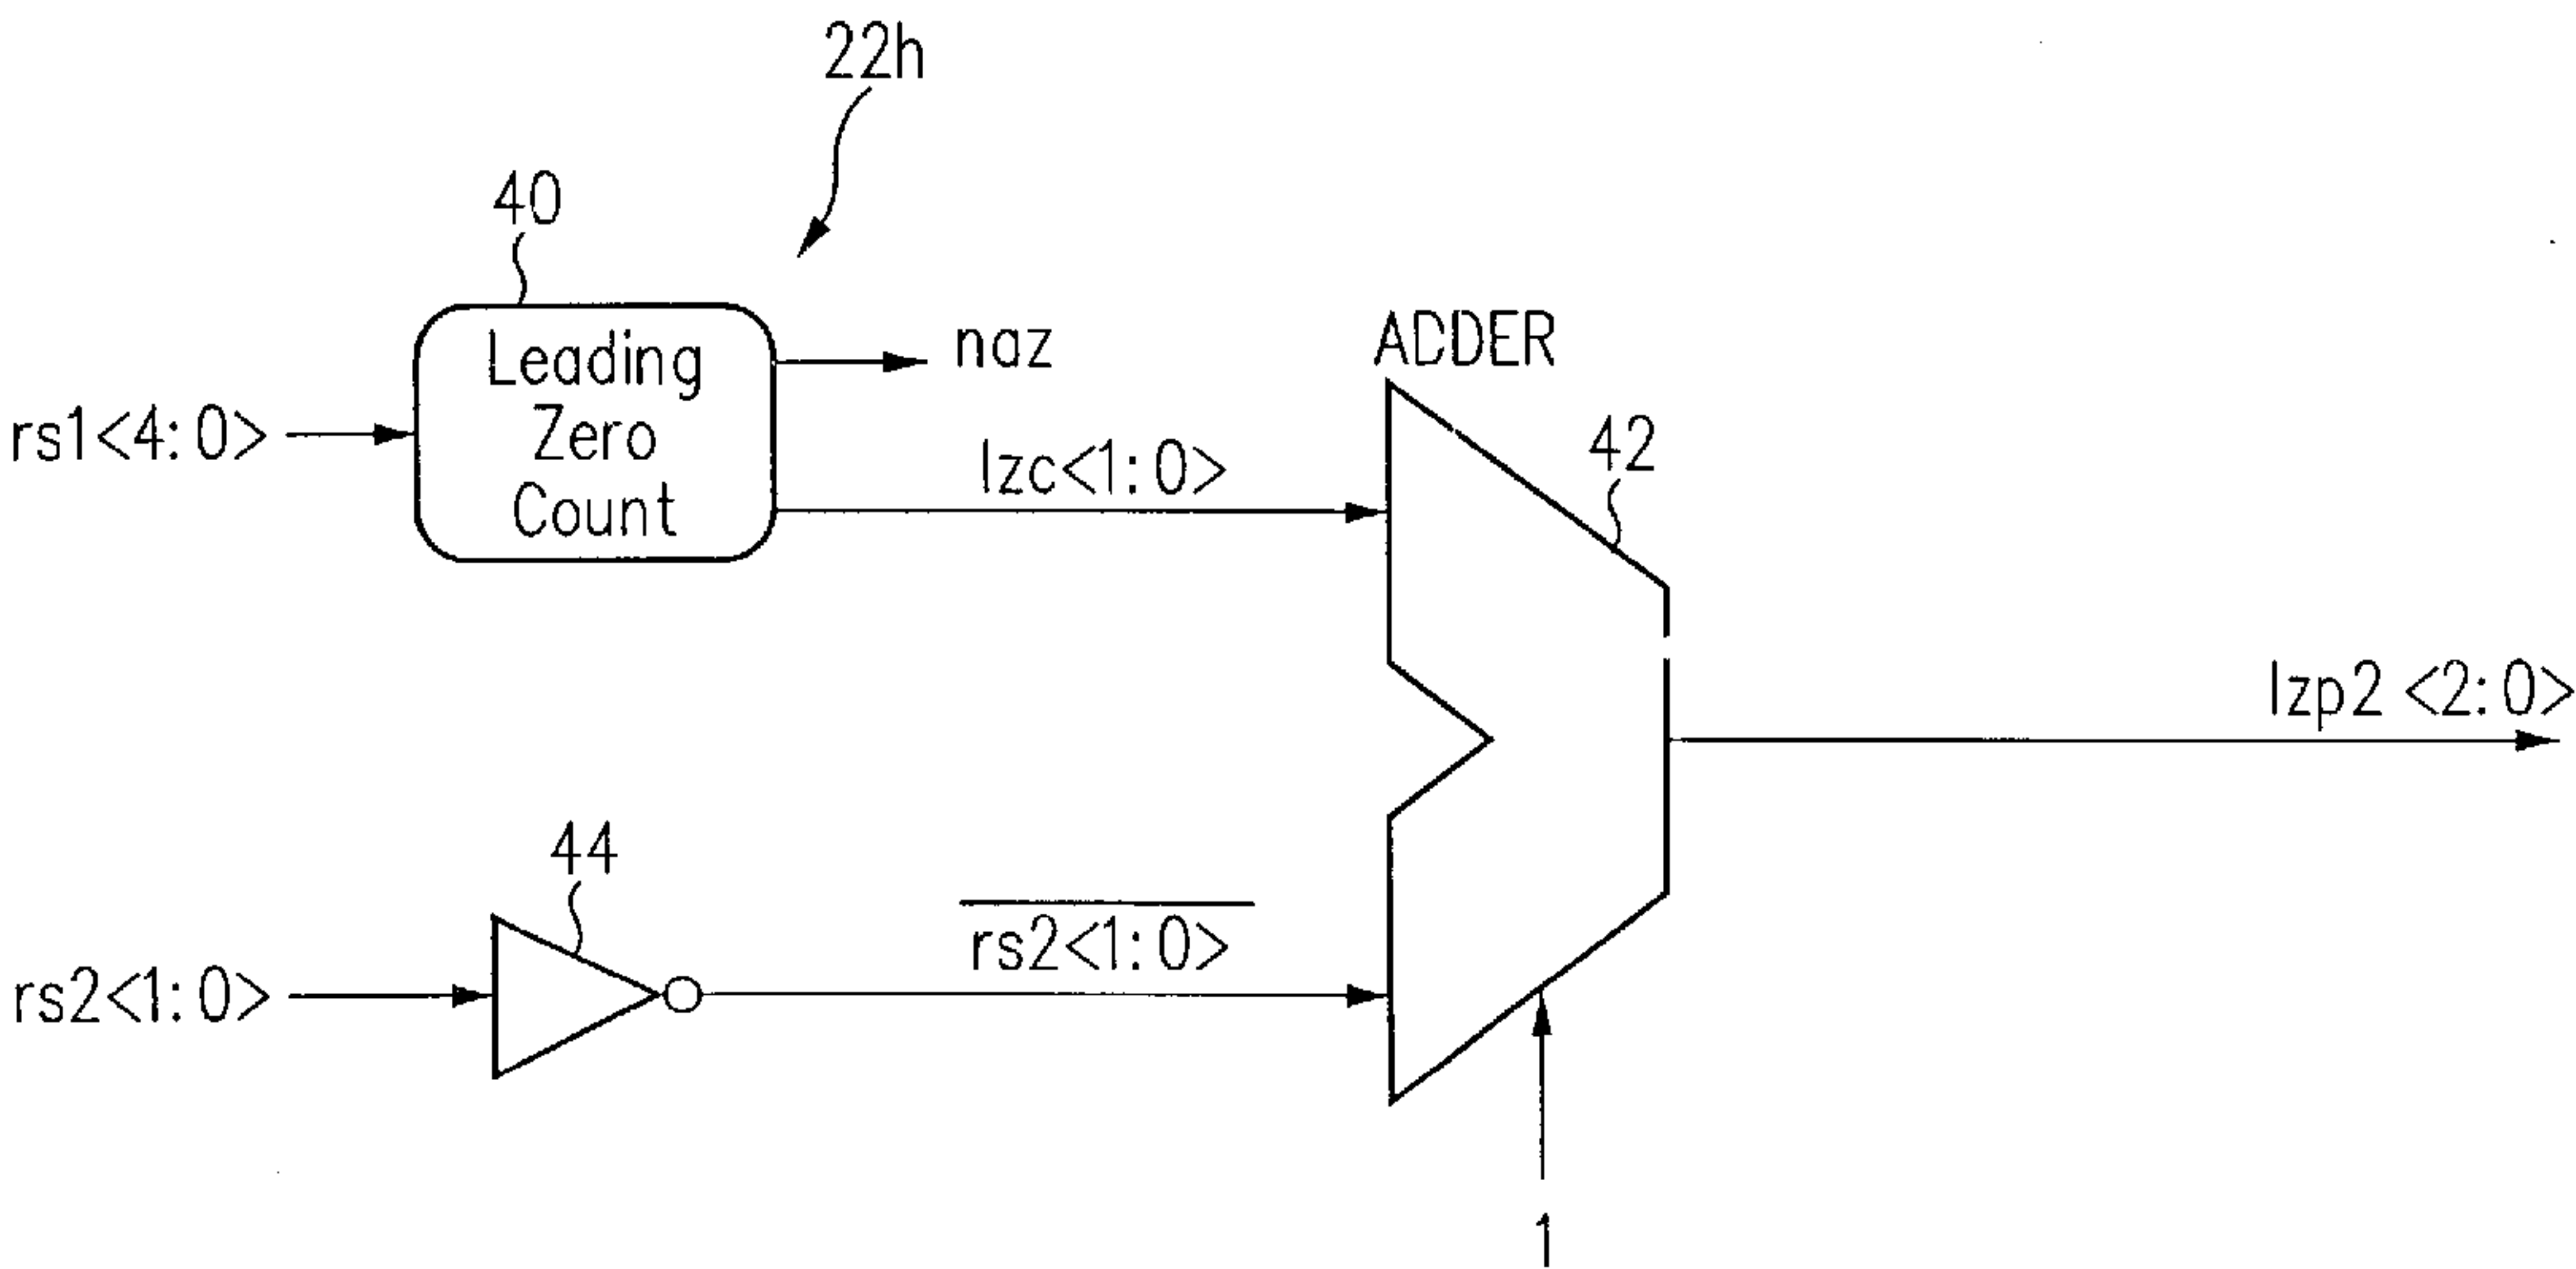 22h
40
Leading
Zero
Count
naz
rs1<4:0>
lzc<1:0>
ADDER
42
lzp2 <2:0>
44
rs2<1:0>
rs2<1:0>
1